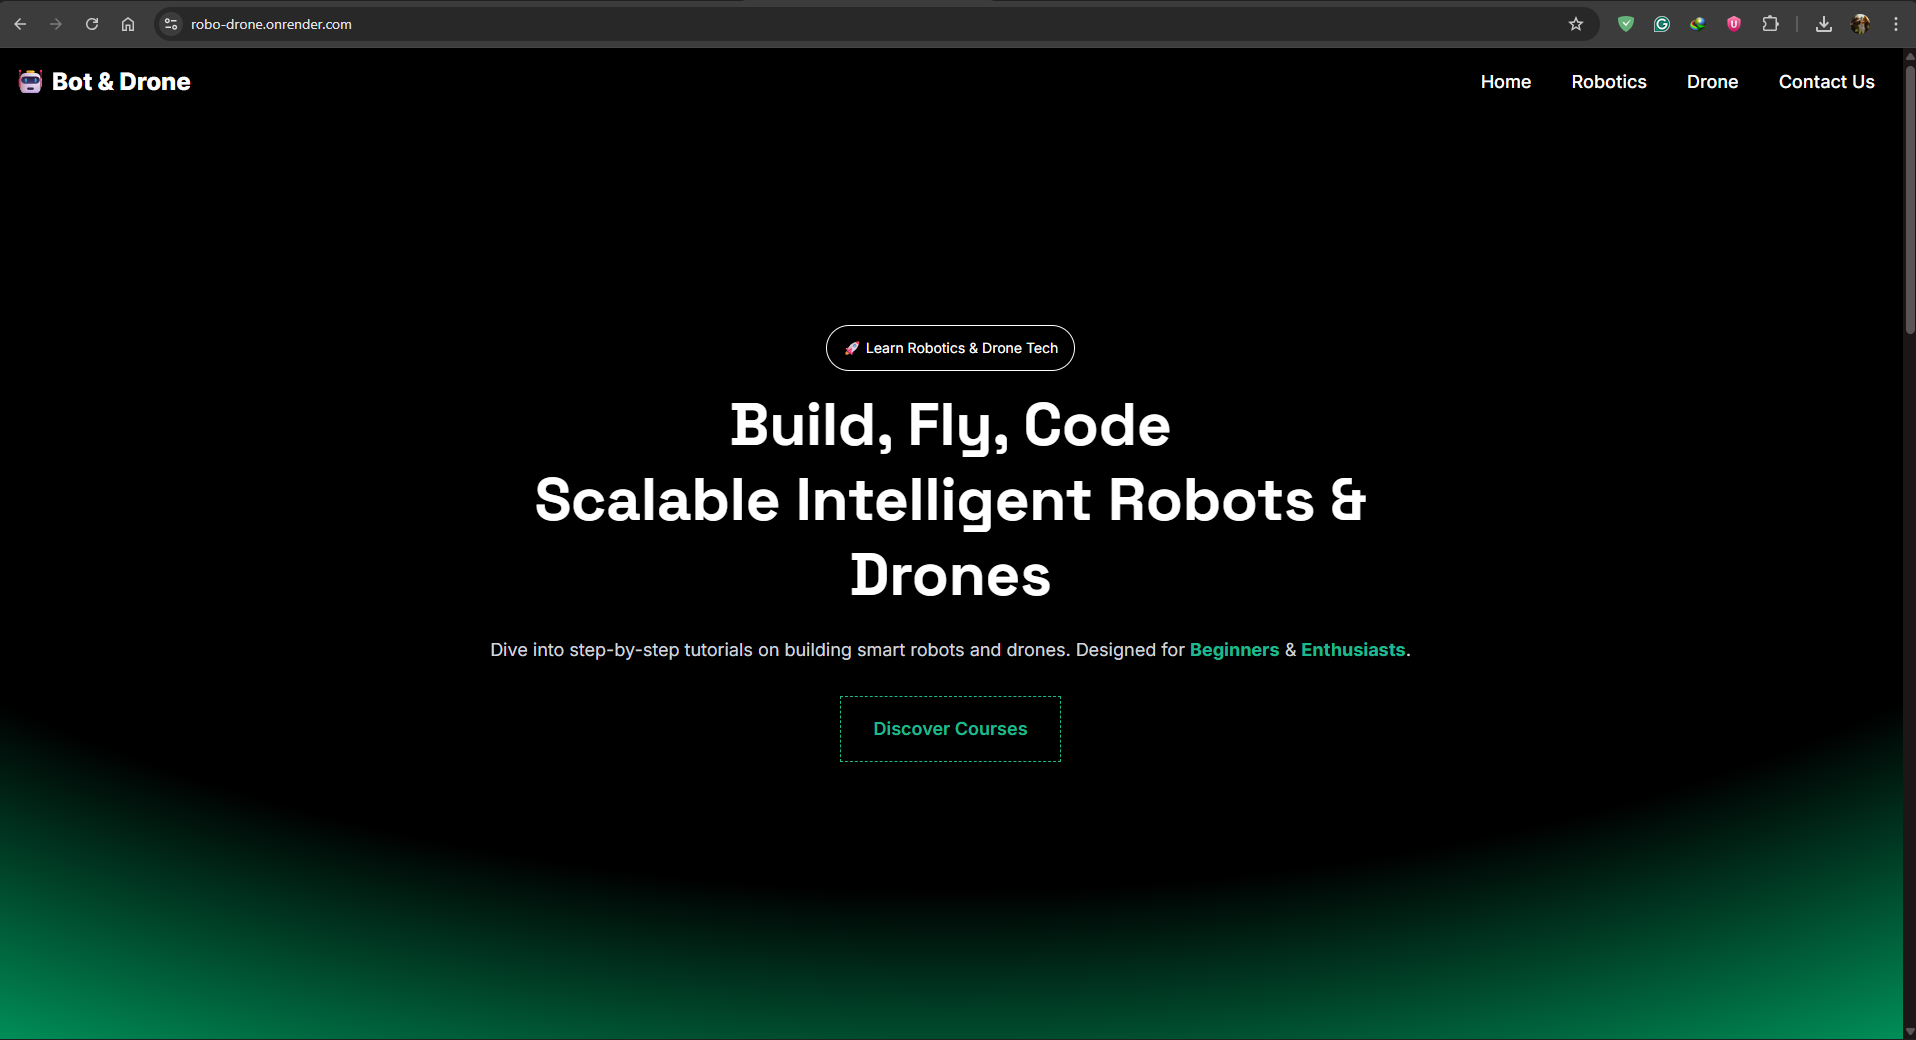 robo-drone.onrender.com
Bot & Drone
Home Robotics Drone Contact Us
🚀 Learn Robotics & Drone Tech
Build, Fly, Code
Scalable Intelligent Robots &
Drones
Dive into step-by-step tutorials on building smart robots and drones. Designed for Beginners & Enthusiasts.
Discover Courses